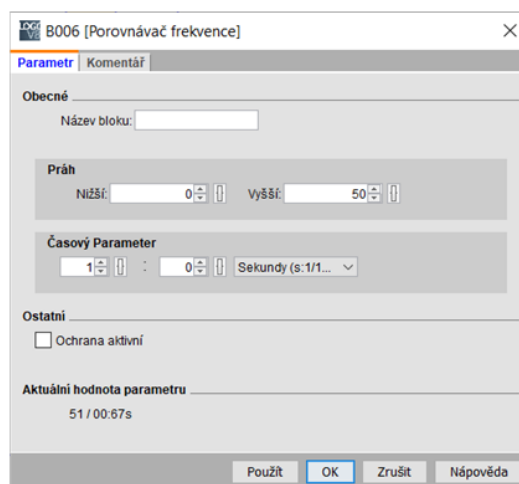 LOGO
B006 [Porovnávač frekvence]
Parametr Komentář
Obecné
Název bloku:
Práh
Nižší: 0 Vyšší: 50
Časový Parameter
1 : 0 Sekundy (s:1/1...
Ostatní
Ochrana aktivní
Aktuální hodnota parametru
51 / 00:67s
Použít OK Zrušit Nápověda